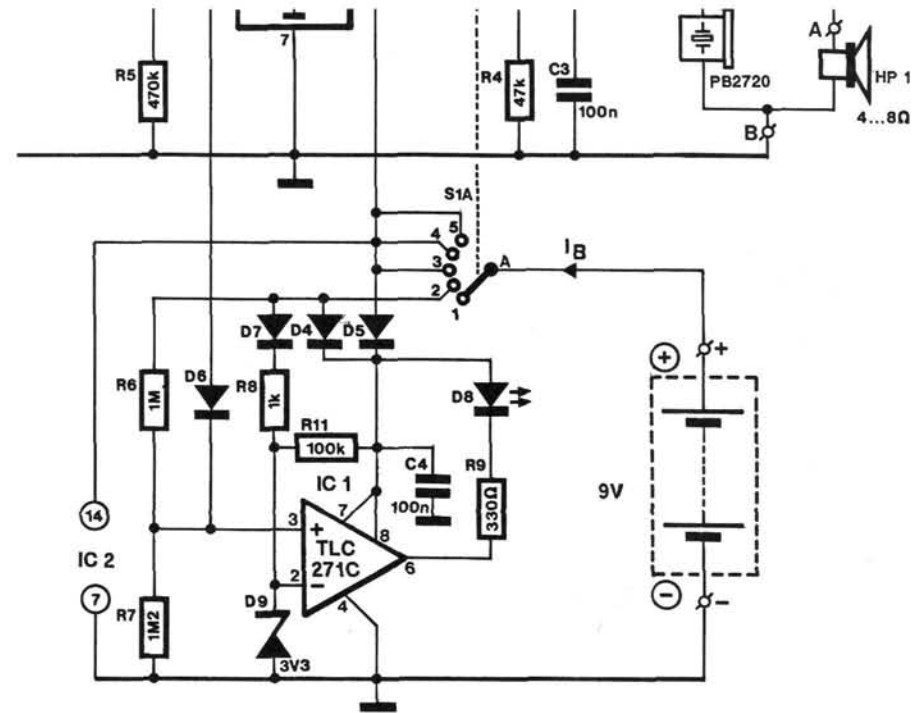 7
A
R5
470k
R4
47k
C3
100n
PB2720
HP 1
4...8Ω
B
S1A
5
4
3
2
1
A
IB
D7
D4
D5
+
+
R6
1M
D6
R8
1k
D8
R11
100k
IC 1
C4
100n
R9
330Ω
9V
14
IC 2
7
3
+
7
8
TLC
271C
6
2
−
4
R7
1M2
D9
3V3
−
−